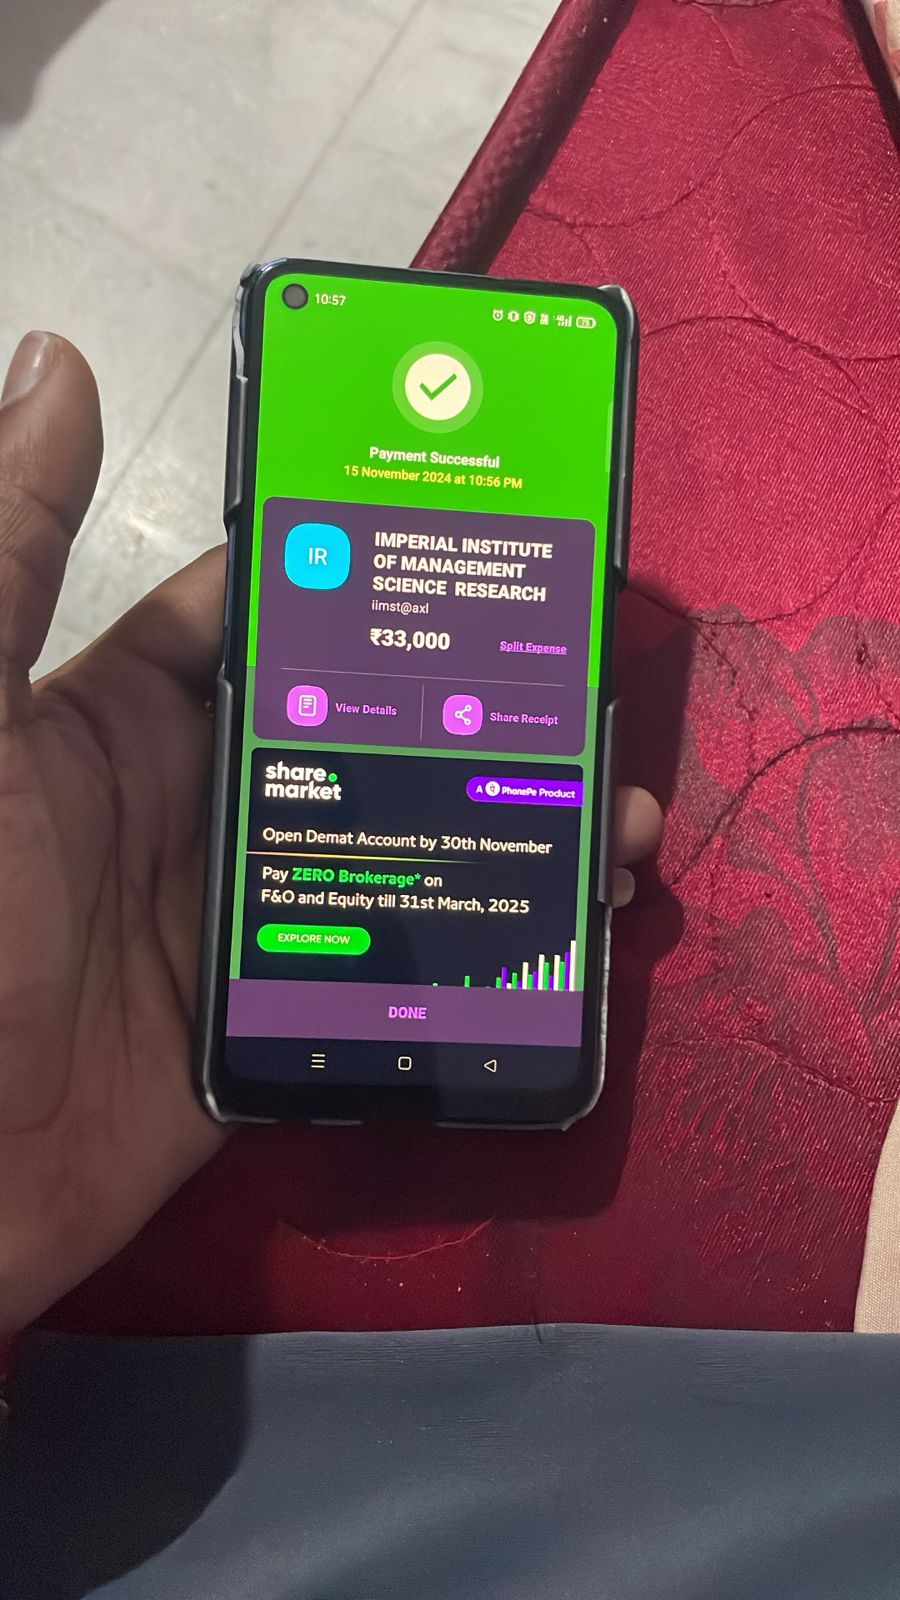 10:57
Payment Successful
15 November 2024 at 10:56 PM
IR
IMPERIAL INSTITUTE
OF MANAGEMENT
SCIENCE RESEARCH
iimst@axl
₹33,000
Split Expense
View Details
Share Receipt
share.
market
A PhonePe Product
Open Demat Account by 30th November
Pay ZERO Brokerage* on
F&O and Equity till 31st March, 2025
EXPLORE NOW
DONE